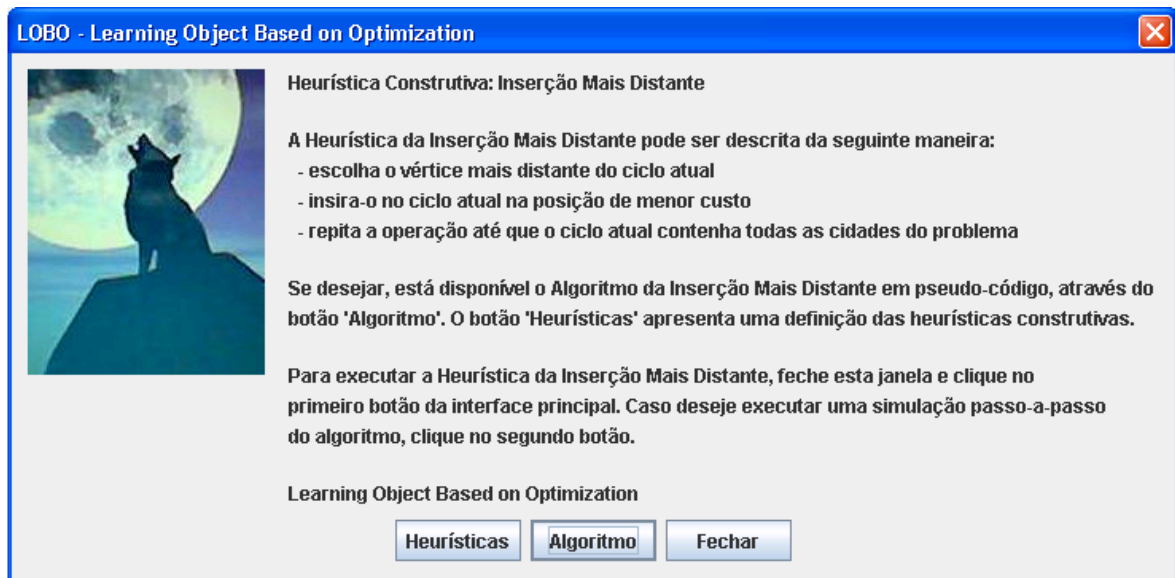 LOBO - Learning Object Based on Optimization
Heurística Construtiva: Inserção Mais Distante
A Heurística da Inserção Mais Distante pode ser descrita da seguinte maneira:
- escolha o vértice mais distante do ciclo atual
- insira-o no ciclo atual na posição de menor custo
- repita a operação até que o ciclo atual contenha todas as cidades do problema
Se desejar, está disponível o Algoritmo da Inserção Mais Distante em pseudo-código, através do
botão 'Algoritmo'. O botão 'Heurísticas' apresenta uma definição das heurísticas construtivas.
Para executar a Heurística da Inserção Mais Distante, feche esta janela e clique no
primeiro botão da interface principal. Caso deseje executar uma simulação passo-a-passo
do algoritmo, clique no segundo botão.
Learning Object Based on Optimization
Heurísticas Algoritmo Fechar